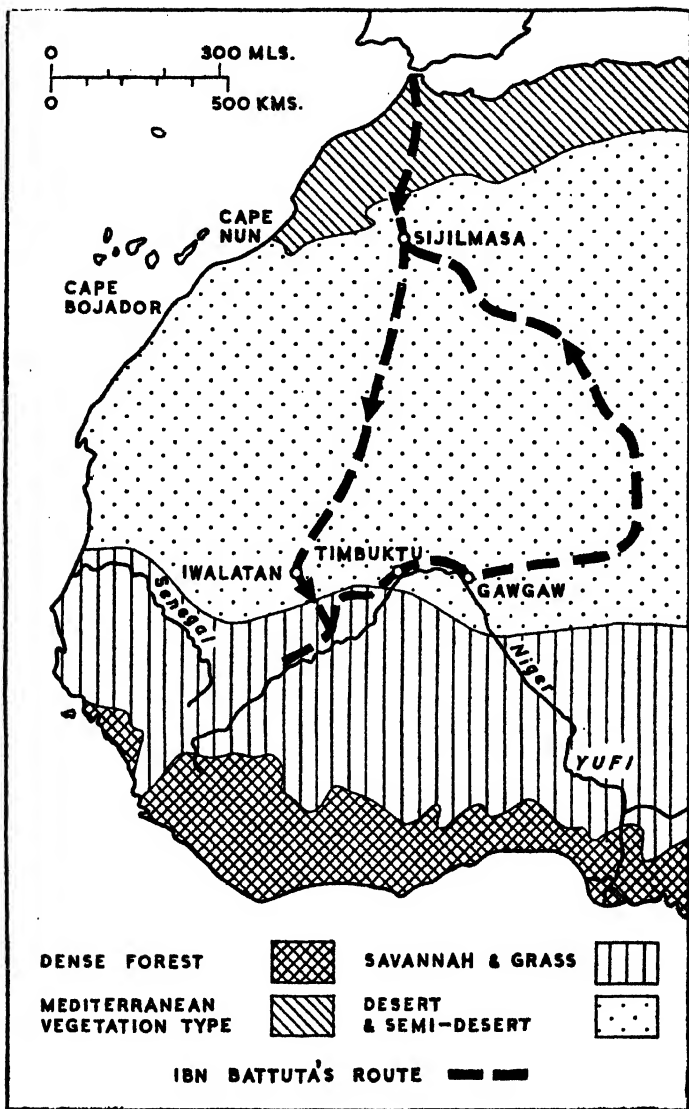 0 300 MLS.
0 500 KMS.
CAPE
NUN
CAPE
BOJADOR
SIJILMASA
IWALATAN
TIMBUKTU
GAWGAW
Senegal
Niger
YUFI
DENSE FOREST
SAVANNAH & GRASS
MEDITERRANEAN
VEGETATION TYPE
DESERT
& SEMI-DESERT
IBN BATTUTA'S ROUTE